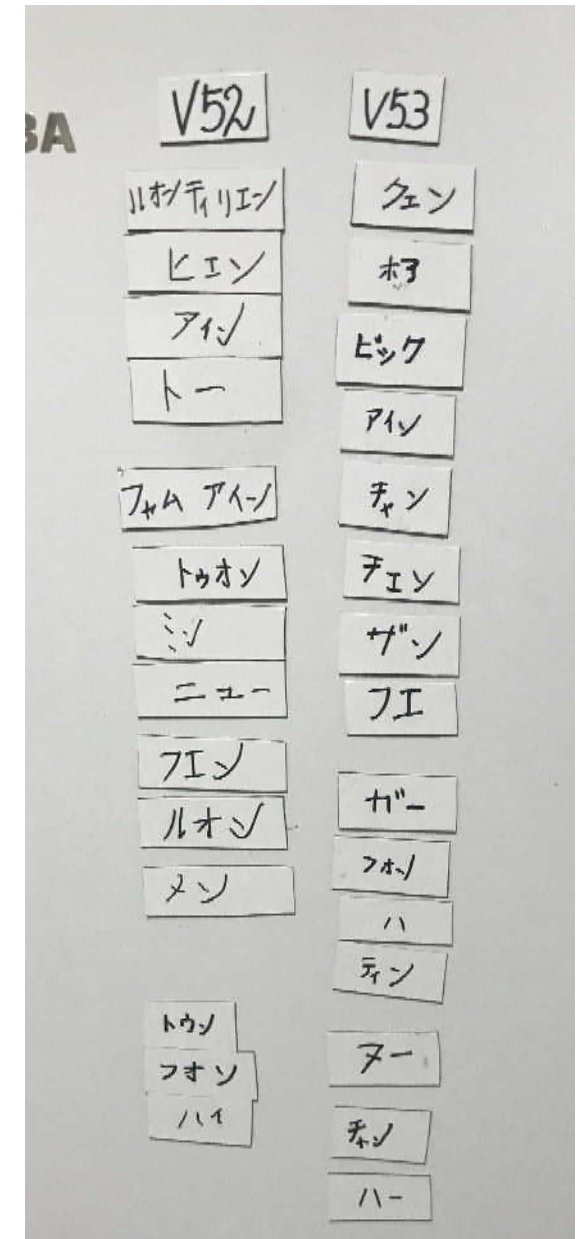 BA
V52
ルオンティリエン
ヒエン
アイン
トー
ファム アイーン
トゥオン
ミン
ニュー
フエン
ルオン
メン
トウン
フオン
ハイ
V53
クェン
ホア
ビック
アイン
チャン
チェン
ザン
フエ
ガー
フォン
ハ
ティン
ヌー
チャン
ハー